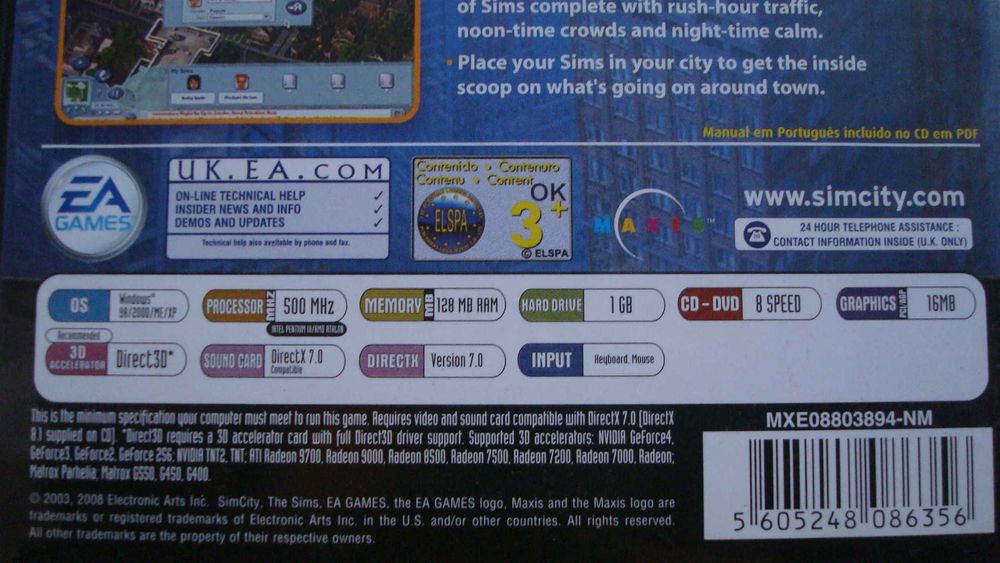 of Sims complete with rush-hour traffic,
noon-time crowds and night-time calm.
• Place your Sims in your city to get the inside
scoop on what's going on around town.
My Sims
Manual em Português incluído no CD em PDF
EA
GAMES
UK.EA.COM
ON-LINE TECHNICAL HELP ✓
INSIDER NEWS AND INFO ✓
DEMOS AND UPDATES ✓
Technical help also available by phone and fax.
Contenido • Contenuto
Contenu • Content
OK
3+
ELSPA
© ELSPA
MAXIS™
www.simcity.com
24 HOUR TELEPHONE ASSISTANCE :
CONTACT INFORMATION INSIDE (U.K. ONLY)
OS Windows® 98/2000/ME/XP
PROCESSOR MHZ 500 MHz
INTEL PENTIUM III/AMD ATHLON
MEMORY MB 128 MB RAM
HARD DRIVE 1 GB
CD-DVD 8 SPEED
GRAPHICS PCI/AGP 16MB
Recommended
3D ACCELERATOR Direct3D*
SOUND CARD DirectX 7.0 Compatible
DIRECTX Version 7.0
INPUT Keyboard, Mouse
This is the minimum specification your computer must meet to run this game. Requires video and sound card compatible with DirectX 7.0 (DirectX
8.1 supplied on CD). *Direct3D requires a 3D accelerator card with full Direct3D driver support. Supported 3D accelerators: NVIDIA GeForce4,
GeForce3, GeForce2, GeForce 256, NVIDIA TNT2, TNT; ATI Radeon 9700, Radeon 9000, Radeon 8500, Radeon 7500, Radeon 7200, Radeon 7000, Radeon;
Matrox Parhelia, Matrox G550, G450, G400.
© 2003, 2008 Electronic Arts Inc. SimCity, The Sims, EA GAMES, the EA GAMES logo, Maxis and the Maxis logo are
trademarks or registered trademarks of Electronic Arts Inc. in the U.S. and/or other countries. All rights reserved.
All other trademarks are the property of their respective owners.
MXE08803894-NM
5 605248 086356